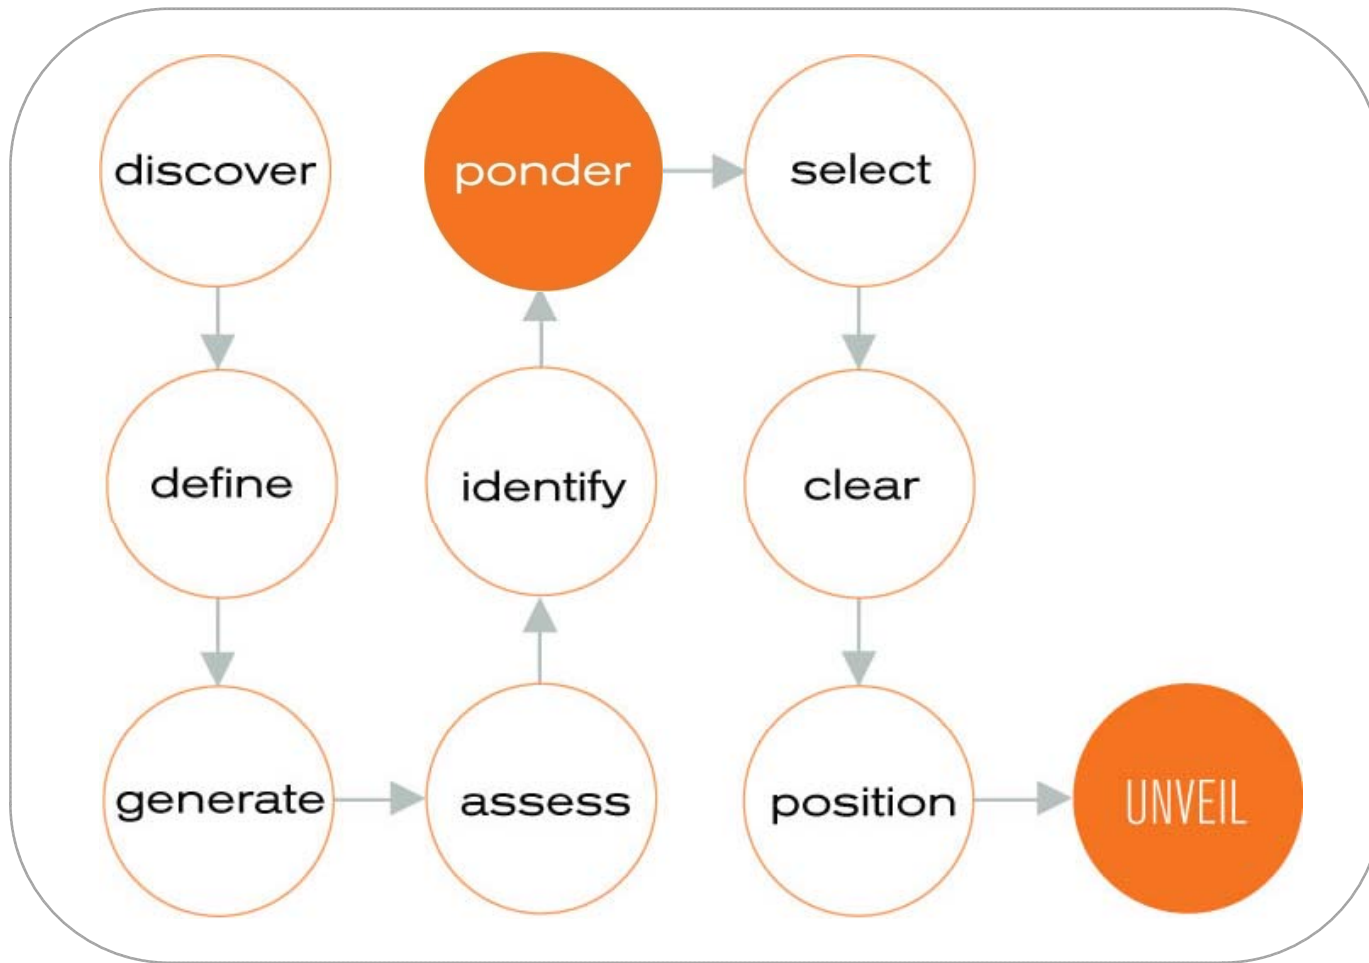 discover
define
generate
assess
identify
ponder
select
clear
position
UNVEIL